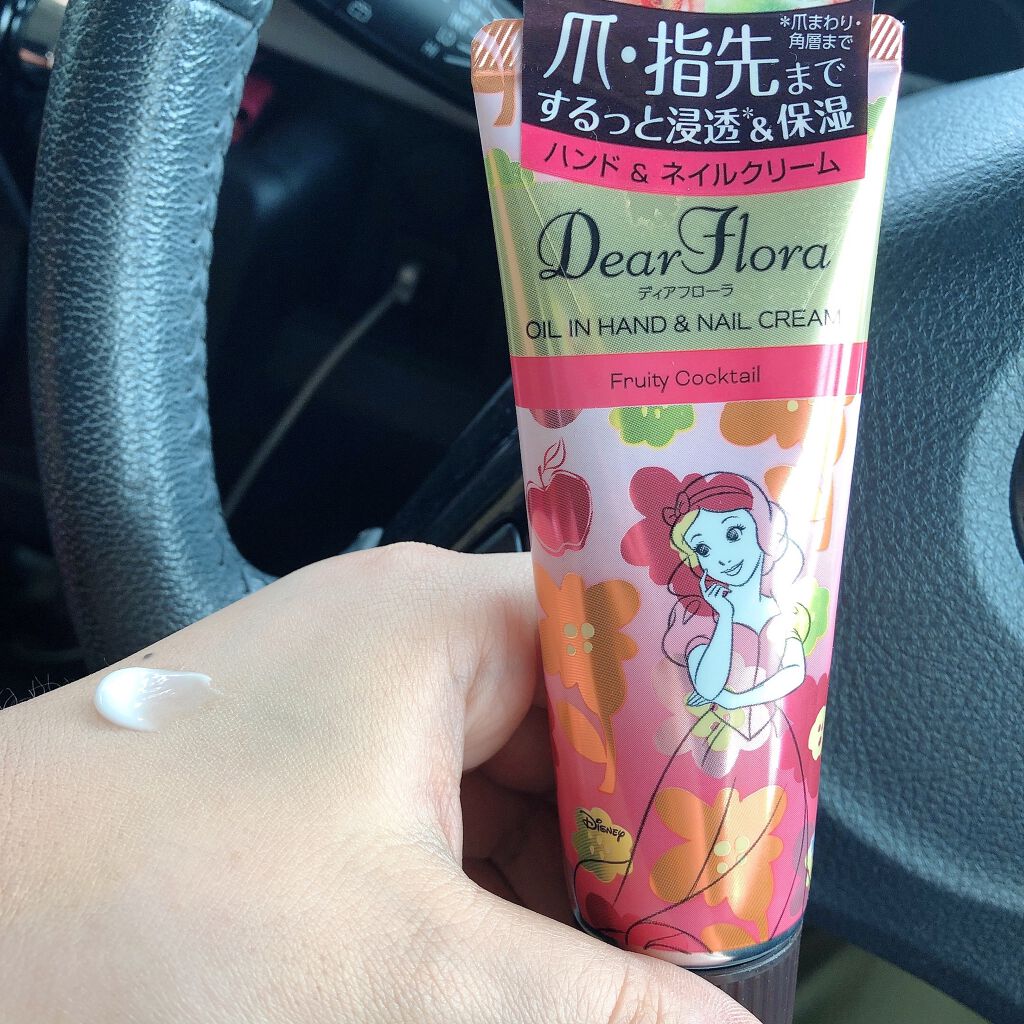 *爪まわり・
角層まで
爪・指先まで
するっと浸透*&保湿
ハンド & ネイルクリーム
Dear Flora
ディアフローラ
OIL IN HAND & NAIL CREAM
Fruity Cocktail
Disney